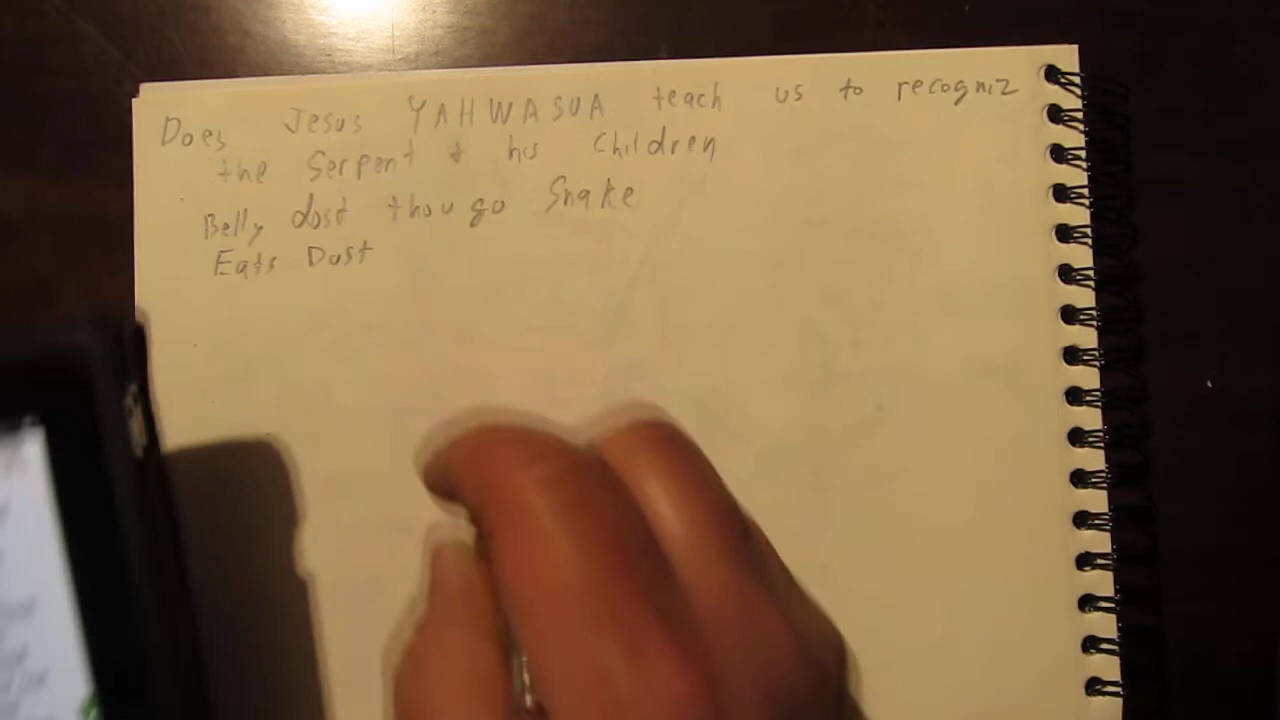 Does Jesus YAHWASUA teach us to recogniz
the Serpent + his Children
Belly dost thou go Snake
Eats Dust